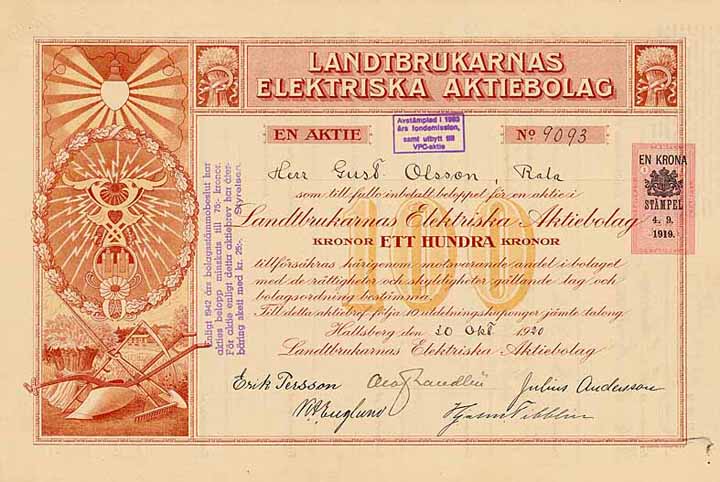 LANDTBRUKARNAS
ELEKTRISKA AKTIEBOLAG
EN AKTIE
Avstämplad i 1983
års fondemission,
samt utbytt till
VPC-aktie
No 9093
Herr Gust. Olsson, Rala
som till fullo inbetalt beloppet för en aktie i
Landtbrukarnas Elektriska Aktiebolag
100
KRONOR ETT HUNDRA KRONOR
tillförsäkras härigenom motsvarande andel i bolaget
med de rättigheter och skyldigheter gällande lag och
bolagsordning bestämma.
Till detta aktiebref följa 10 utdelningskuponger jämte talong.
Hallsberg den 20 Okt. 1920
Landtbrukarnas Elektriska Aktiebolag
Erik Persson
Julius Andersson
Englund
EN KRONA
STÄMPEL
4. 9.
1919.
Enligt 1942 års bolagsstämmobeslut har
akties belopp minskats till 75:- kronor.
För aktie enligt detta aktiebrev har åter-
bäring skett med kr. 25:-. Styrelsen.